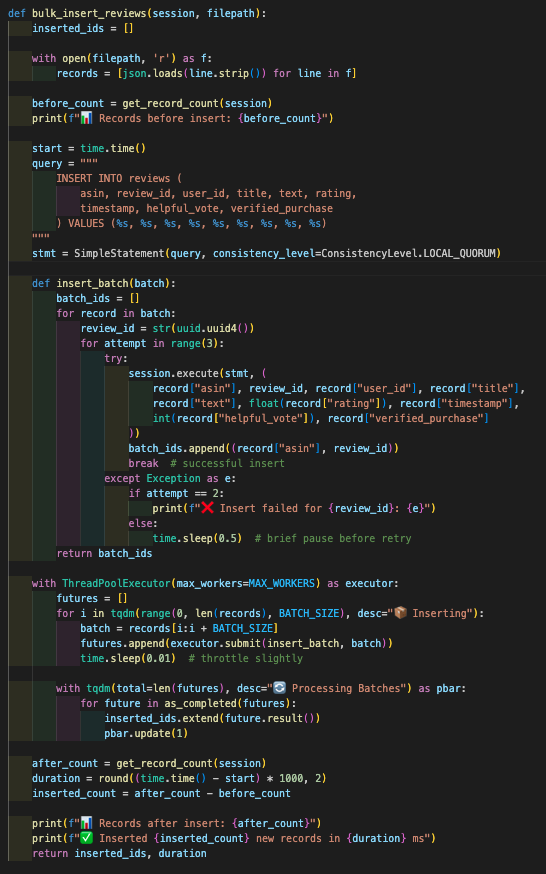 def bulk_insert_reviews(session, filepath):
    inserted_ids = []

    with open(filepath, 'r') as f:
        records = [json.loads(line.strip()) for line in f]

    before_count = get_record_count(session)
    print(f"📊 Records before insert: {before_count}")

    start = time.time()
    query = """
        INSERT INTO reviews (
            asin, review_id, user_id, title, text, rating,
            timestamp, helpful_vote, verified_purchase
        ) VALUES (%s, %s, %s, %s, %s, %s, %s, %s, %s)
    """
    stmt = SimpleStatement(query, consistency_level=ConsistencyLevel.LOCAL_QUORUM)

    def insert_batch(batch):
        batch_ids = []
        for record in batch:
            review_id = str(uuid.uuid4())
            for attempt in range(3):
                try:
                    session.execute(stmt, (
                        record["asin"], review_id, record["user_id"], record["title"],
                        record["text"], float(record["rating"]), record["timestamp"],
                        int(record["helpful_vote"]), record["verified_purchase"]
                    ))
                    batch_ids.append((record["asin"], review_id))
                    break  # successful insert
                except Exception as e:
                    if attempt == 2:
                        print(f"❌ Insert failed for {review_id}: {e}")
                    else:
                        time.sleep(0.5)  # brief pause before retry
        return batch_ids

    with ThreadPoolExecutor(max_workers=MAX_WORKERS) as executor:
        futures = []
        for i in tqdm(range(0, len(records), BATCH_SIZE), desc="📦 Inserting"):
            batch = records[i:i + BATCH_SIZE]
            futures.append(executor.submit(insert_batch, batch))
            time.sleep(0.01)  # throttle slightly

        with tqdm(total=len(futures), desc="🔄 Processing Batches") as pbar:
            for future in as_completed(futures):
                inserted_ids.extend(future.result())
                pbar.update(1)

    after_count = get_record_count(session)
    duration = round((time.time() - start) * 1000, 2)
    inserted_count = after_count - before_count

    print(f"📊 Records after insert: {after_count}")
    print(f"✅ Inserted {inserted_count} new records in {duration} ms")
    return inserted_ids, duration